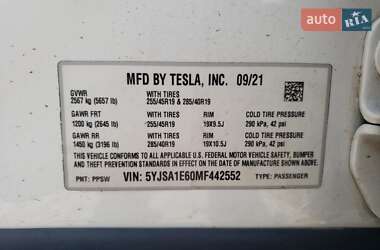 auto RIA
MFD BY TESLA, INC. 09/21
GVWR WITH TIRES
2567 kg (5657 lb) 255/45R19 & 285/40R19
GAWR FRT WITH TIRES RIM COLD TIRE PRESSURE
1200 kg (2645 lb) 255/45R19 19X9.5J 290 kPa, 42 psi
GAWR RR WITH TIRES RIM COLD TIRE PRESSURE
1450 kg (3196 lb) 285/40R19 19X10.5J 290 kPa, 42 psi
THIS VEHICLE CONFORMS TO ALL APPLICABLE FEDERAL MOTOR VEHICLE SAFETY, BUMPER,
AND THEFT PREVENTION STANDARDS IN EFFECT ON THE DATE OF MANUFACTURE SHOWN ABOVE.
PNT: PPSW VIN: 5YJSA1E60MF442552 TYPE: PASSENGER